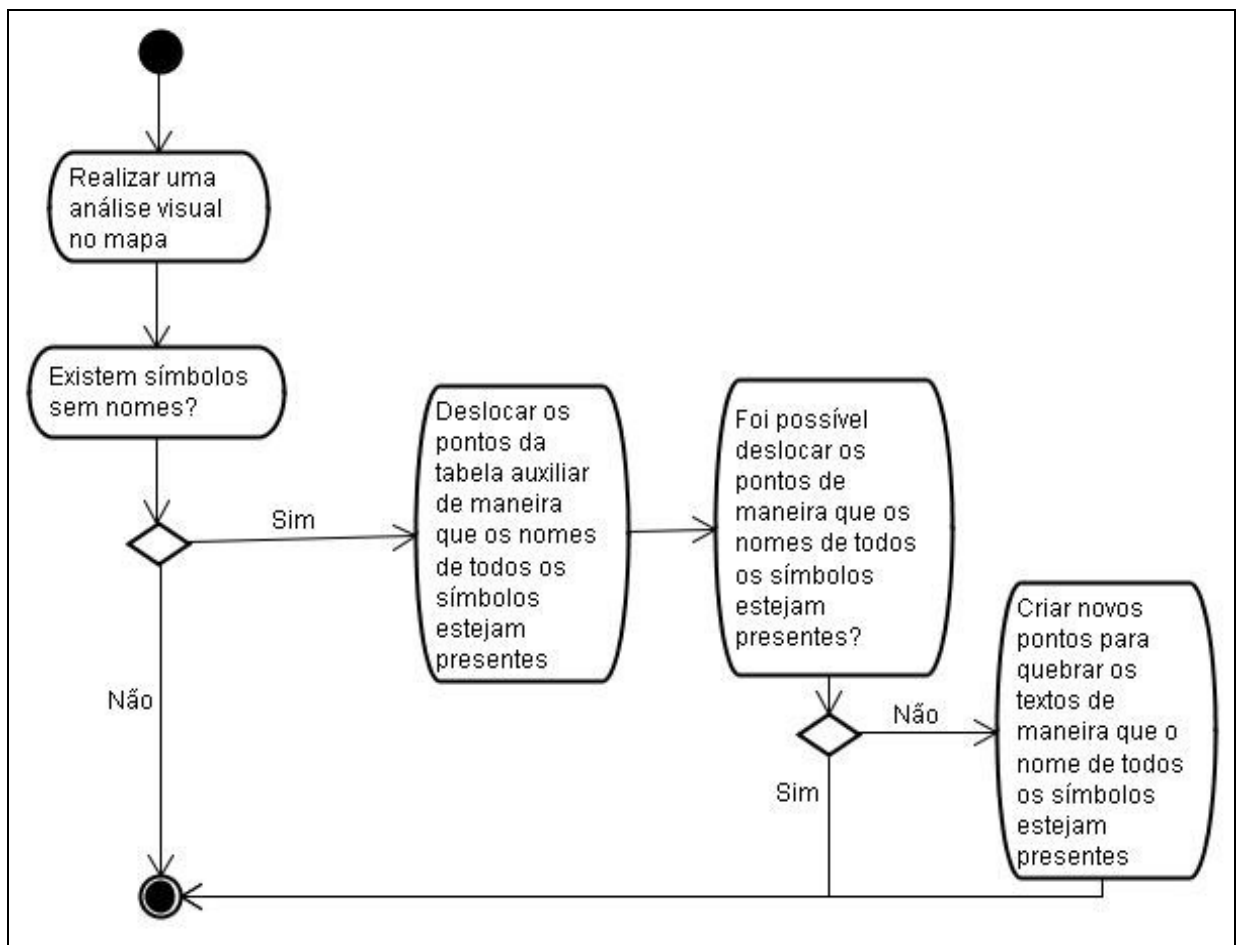 Realizar uma
análise visual
no mapa
Existem símbolos
sem nomes?
Sim
Não
Deslocar os
pontos da
tabela auxiliar
de maneira
que os nomes
de todos os
símbolos
estejam
presentes
Foi possível
deslocar os
pontos de
maneira que os
nomes de todos
os símbolos
estejam
presentes?
Não
Sim
Criar novos
pontos para
quebrar os
textos de
maneira que o
nome de todos
os símbolos
estejam
presentes